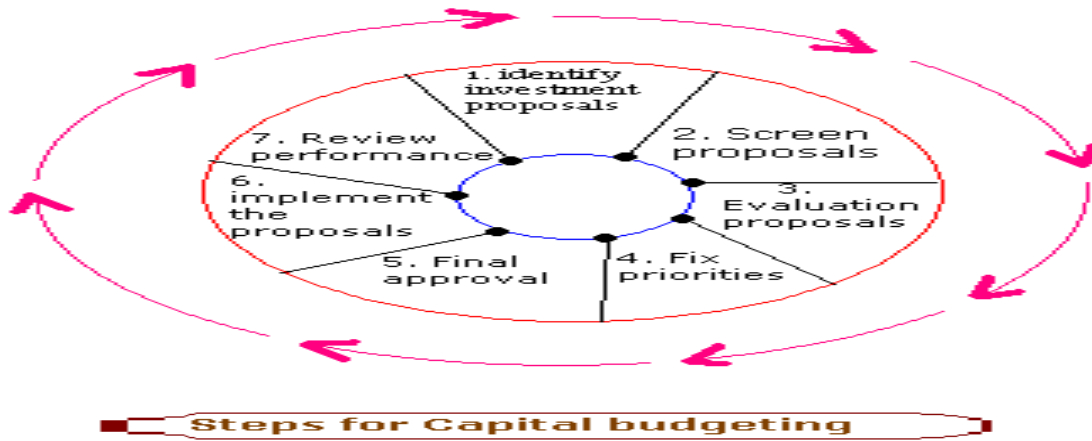 1. identify
investment
proposals
2. Screen
proposals
3.
Evaluation
proposals
4. Fix
priorities
5. Final
approval
6.
implement
the
proposals
7. Review
performance
Steps for Capital budgeting